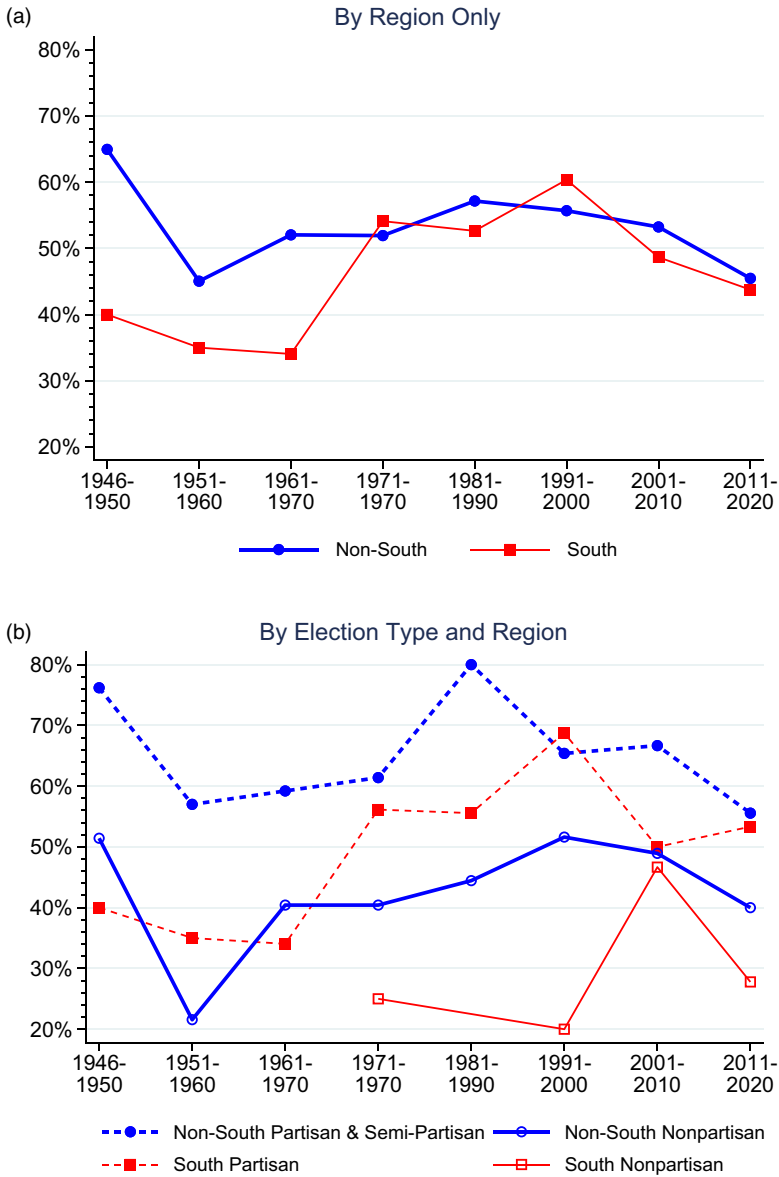 (a)
By Region Only
80%
70%
60%
50%
40%
30%
20%
1946- 1951- 1961- 1971- 1981- 1991- 2001- 2011-
1950 1960 1970 1970 1990 2000 2010 2020
Non-South South
(b)
By Election Type and Region
80%
70%
60%
50%
40%
30%
20%
1946- 1951- 1961- 1971- 1981- 1991- 2001- 2011-
1950 1960 1970 1970 1990 2000 2010 2020
Non-South Partisan & Semi-Partisan Non-South Nonpartisan
South Partisan South Nonpartisan